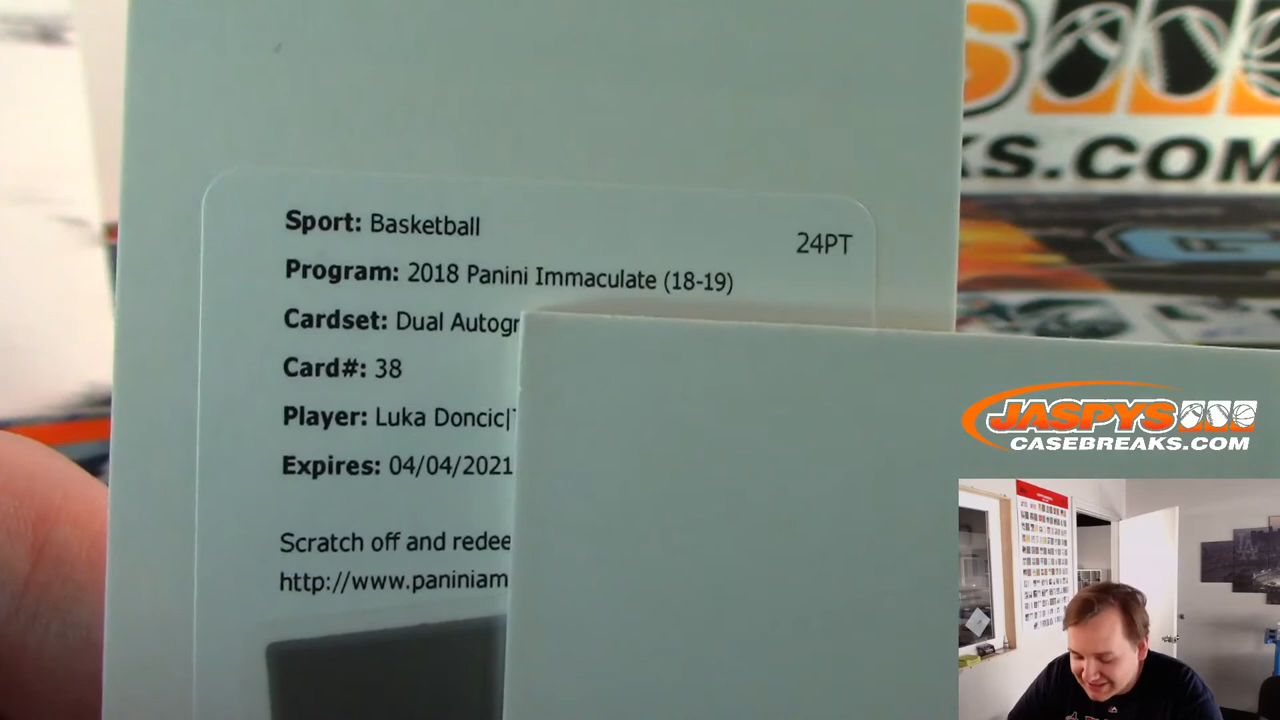 Sport: Basketball
24PT
Program: 2018 Panini Immaculate (18-19)
Cardset: Dual Autogr
Card#: 38
Player: Luka Doncic|
Expires: 04/04/2021
Scratch off and redee
http://www.paniniam
S
KS.COM
JASPYS
CASEBREAKS.COM
LA